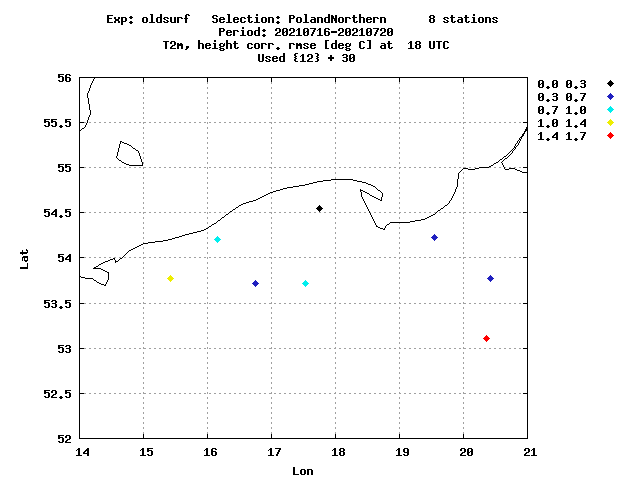 Exp: oldsurf Selection: PolandNorthern 8 stations
Period: 20210716-20210720
T2m, height corr. rmse [deg C] at 18 UTC
Used {12} + 30
0.0 0.3
0.3 0.7
0.7 1.0
1.0 1.4
1.4 1.7
56
55.5
55
54.5
54
53.5
53
52.5
52
Lat
14 15 16 17 18 19 20 21
Lon